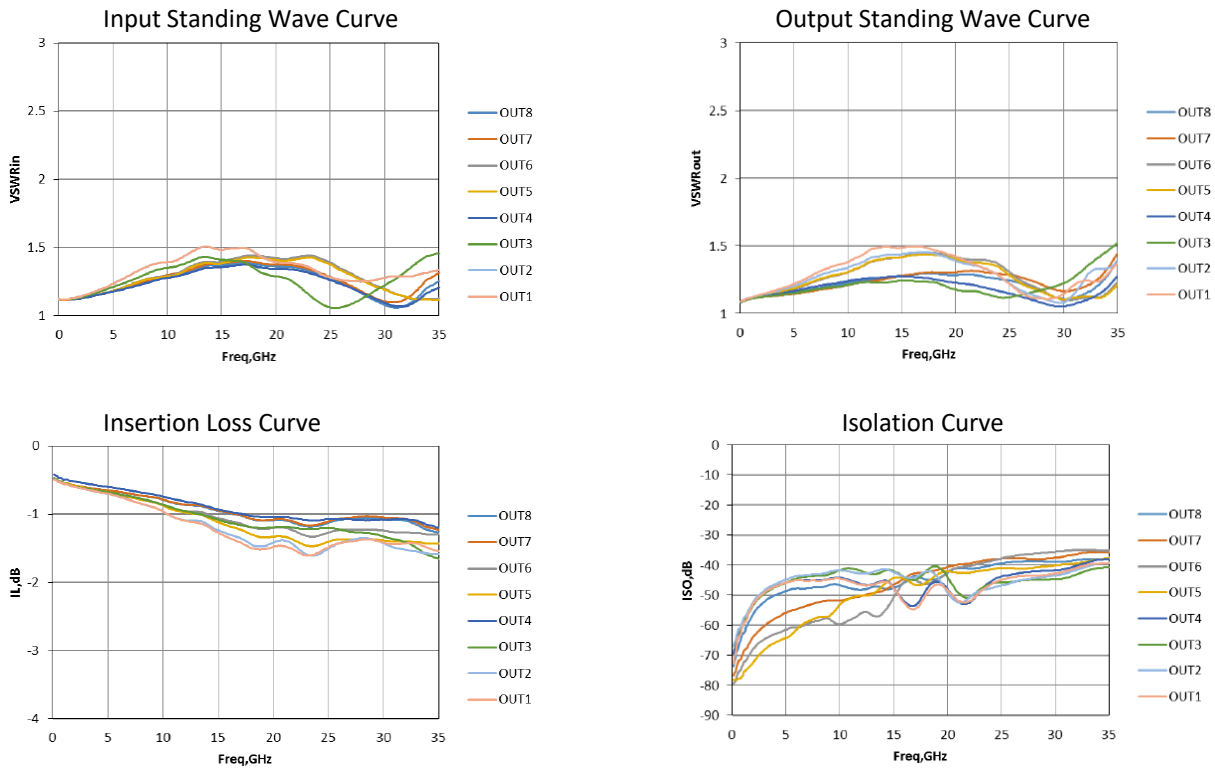 Input Standing Wave Curve
3
2.5
2
1.5
1
0 5 10 15 20 25 30 35
VSWRin
Freq,GHz
OUT8
OUT7
OUT6
OUT5
OUT4
OUT3
OUT2
OUT1
Output Standing Wave Curve
3
2.5
2
1.5
1
0 5 10 15 20 25 30 35
VSWRout
Freq,GHz
OUT8
OUT7
OUT6
OUT5
OUT4
OUT3
OUT2
OUT1
Insertion Loss Curve
0
-1
-2
-3
-4
0 5 10 15 20 25 30 35
IL,dB
Freq,GHz
OUT8
OUT7
OUT6
OUT5
OUT4
OUT3
OUT2
OUT1
Isolation Curve
0
-10
-20
-30
-40
-50
-60
-70
-80
-90
0 5 10 15 20 25 30 35
ISO,dB
Freq,GHz
OUT8
OUT7
OUT6
OUT5
OUT4
OUT3
OUT2
OUT1